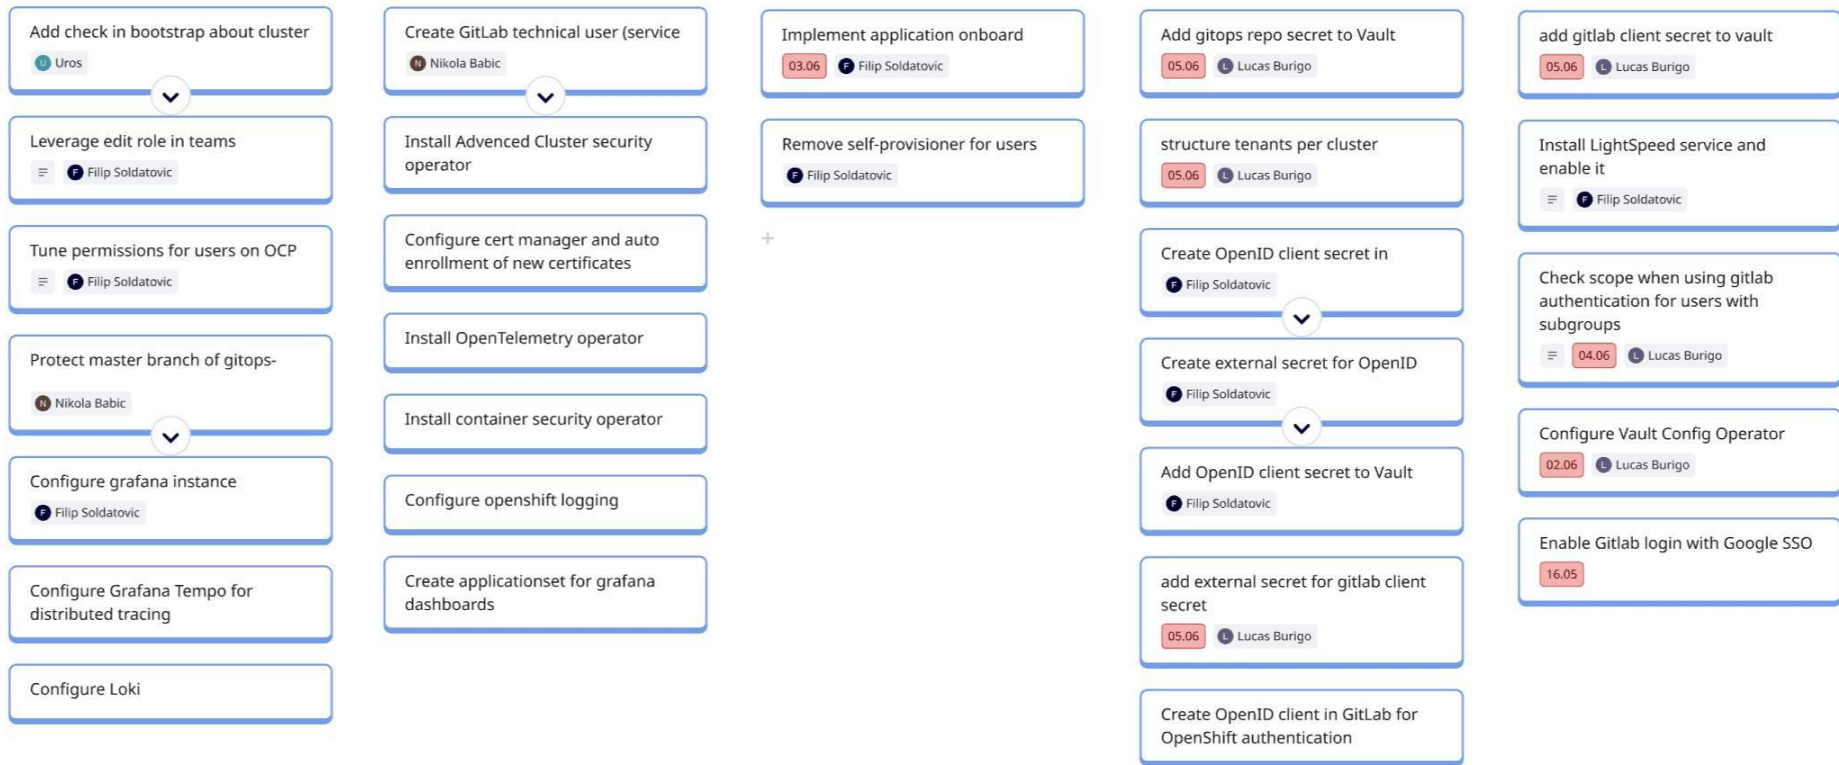 Add check in bootstrap about cluster
U Uros
Leverage edit role in teams
F Filip Soldatovic
Tune permissions for users on OCP
F Filip Soldatovic
Protect master branch of gitops-
N Nikola Babic
Configure grafana instance
F Filip Soldatovic
Configure Grafana Tempo for
distributed tracing
Configure Loki
Create GitLab technical user (service
N Nikola Babic
Install Advanced Cluster security
operator
Configure cert manager and auto
enrollment of new certificates
Install OpenTelemetry operator
Install container security operator
Configure openshift logging
Create applicationset for grafana
dashboards
Implement application onboard
03.06 F Filip Soldatovic
Remove self-provisioner for users
F Filip Soldatovic
+
Add gitops repo secret to Vault
05.06 L Lucas Burigo
structure tenants per cluster
05.06 L Lucas Burigo
Create OpenID client secret in
F Filip Soldatovic
Create external secret for OpenID
F Filip Soldatovic
Add OpenID client secret to Vault
F Filip Soldatovic
add external secret for gitlab client
secret
05.06 L Lucas Burigo
Create OpenID client in GitLab for
OpenShift authentication
add gitlab client secret to vault
05.06 L Lucas Burigo
Install LightSpeed service and
enable it
F Filip Soldatovic
Check scope when using gitlab
authentication for users with
subgroups
04.06 L Lucas Burigo
Configure Vault Config Operator
02.06 L Lucas Burigo
Enable Gitlab login with Google SSO
16.05